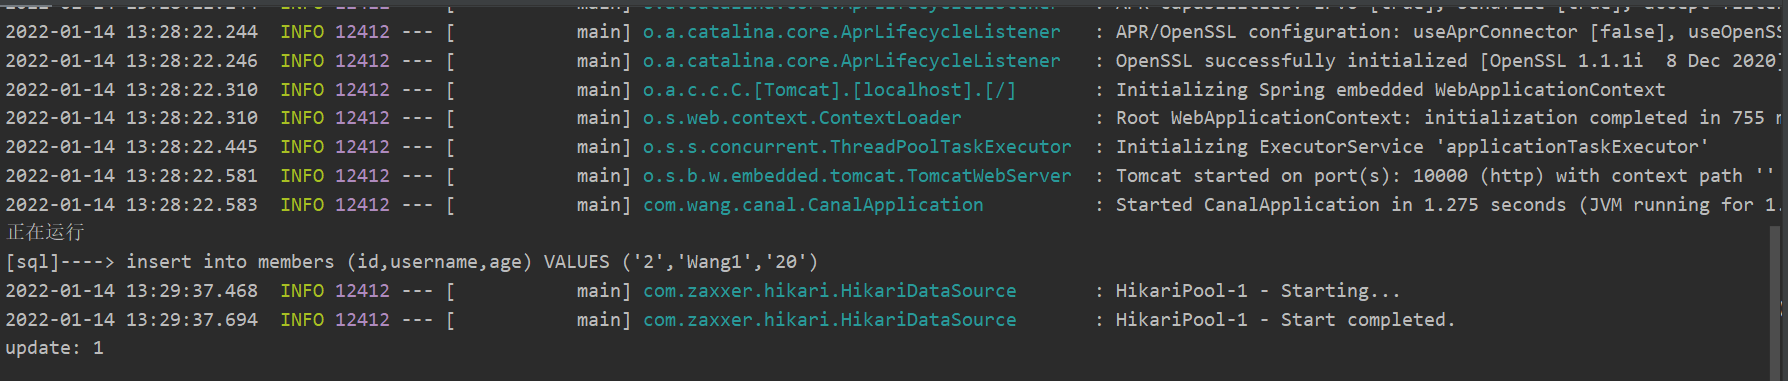 2022-01-14 13:28:22.244  INFO 12412 --- [           main] o.a.catalina.core.AprLifecycleListener   : APR/OpenSSL configuration: useAprConnector [false], useOpenSS
2022-01-14 13:28:22.246  INFO 12412 --- [           main] o.a.catalina.core.AprLifecycleListener   : OpenSSL successfully initialized [OpenSSL 1.1.1i  8 Dec 2020]
2022-01-14 13:28:22.310  INFO 12412 --- [           main] o.a.c.c.C.[Tomcat].[localhost].[/]       : Initializing Spring embedded WebApplicationContext
2022-01-14 13:28:22.310  INFO 12412 --- [           main] o.s.web.context.ContextLoader            : Root WebApplicationContext: initialization completed in 755 m
2022-01-14 13:28:22.445  INFO 12412 --- [           main] o.s.s.concurrent.ThreadPoolTaskExecutor  : Initializing ExecutorService 'applicationTaskExecutor'
2022-01-14 13:28:22.581  INFO 12412 --- [           main] o.s.b.w.embedded.tomcat.TomcatWebServer  : Tomcat started on port(s): 10000 (http) with context path ''
2022-01-14 13:28:22.583  INFO 12412 --- [           main] com.wang.canal.CanalApplication          : Started CanalApplication in 1.275 seconds (JVM running for 1.
正在运行
[sql]----> insert into members (id,username,age) VALUES ('2','Wang1','20')
2022-01-14 13:29:37.468  INFO 12412 --- [           main] com.zaxxer.hikari.HikariDataSource       : HikariPool-1 - Starting...
2022-01-14 13:29:37.694  INFO 12412 --- [           main] com.zaxxer.hikari.HikariDataSource       : HikariPool-1 - Start completed.
update: 1